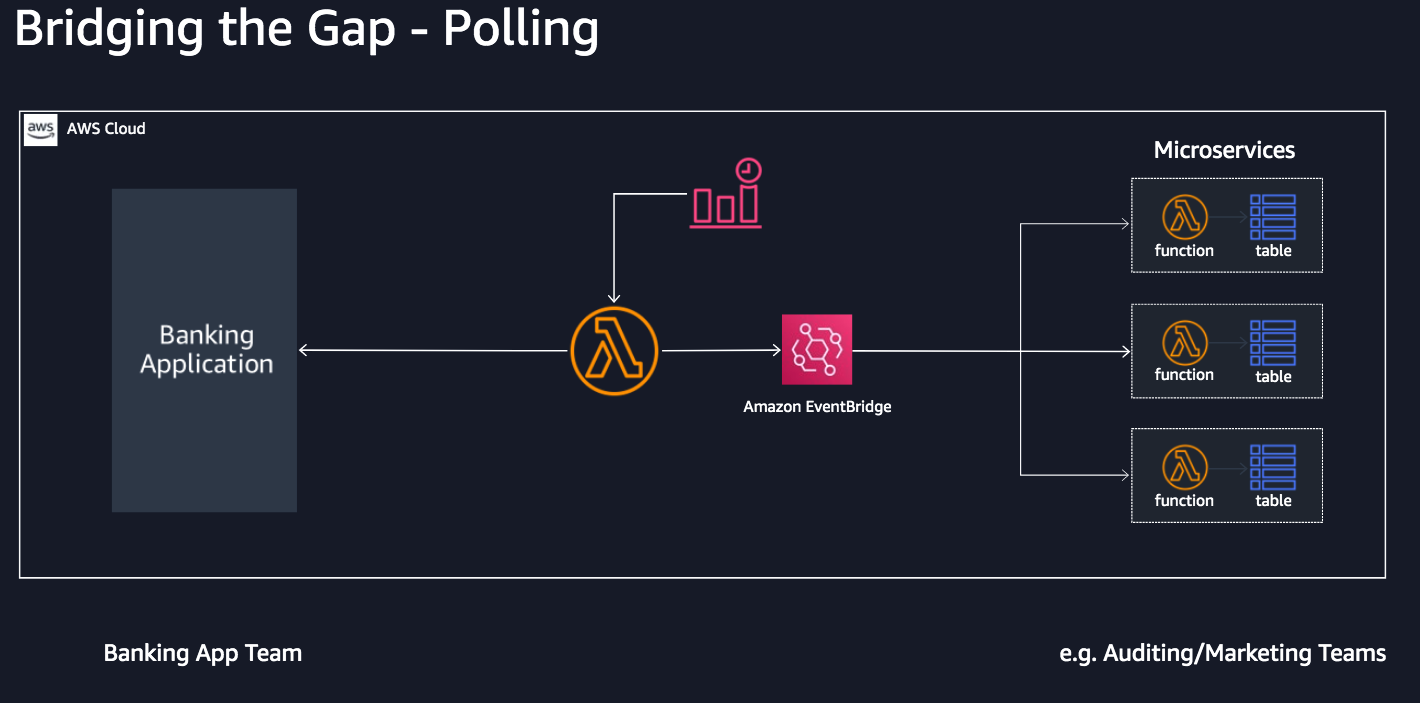 Bridging the Gap - Polling
aws
AWS Cloud
Microservices
function
table
Banking
Application
Amazon EventBridge
function
table
function
table
Banking App Team
e.g. Auditing/Marketing Teams